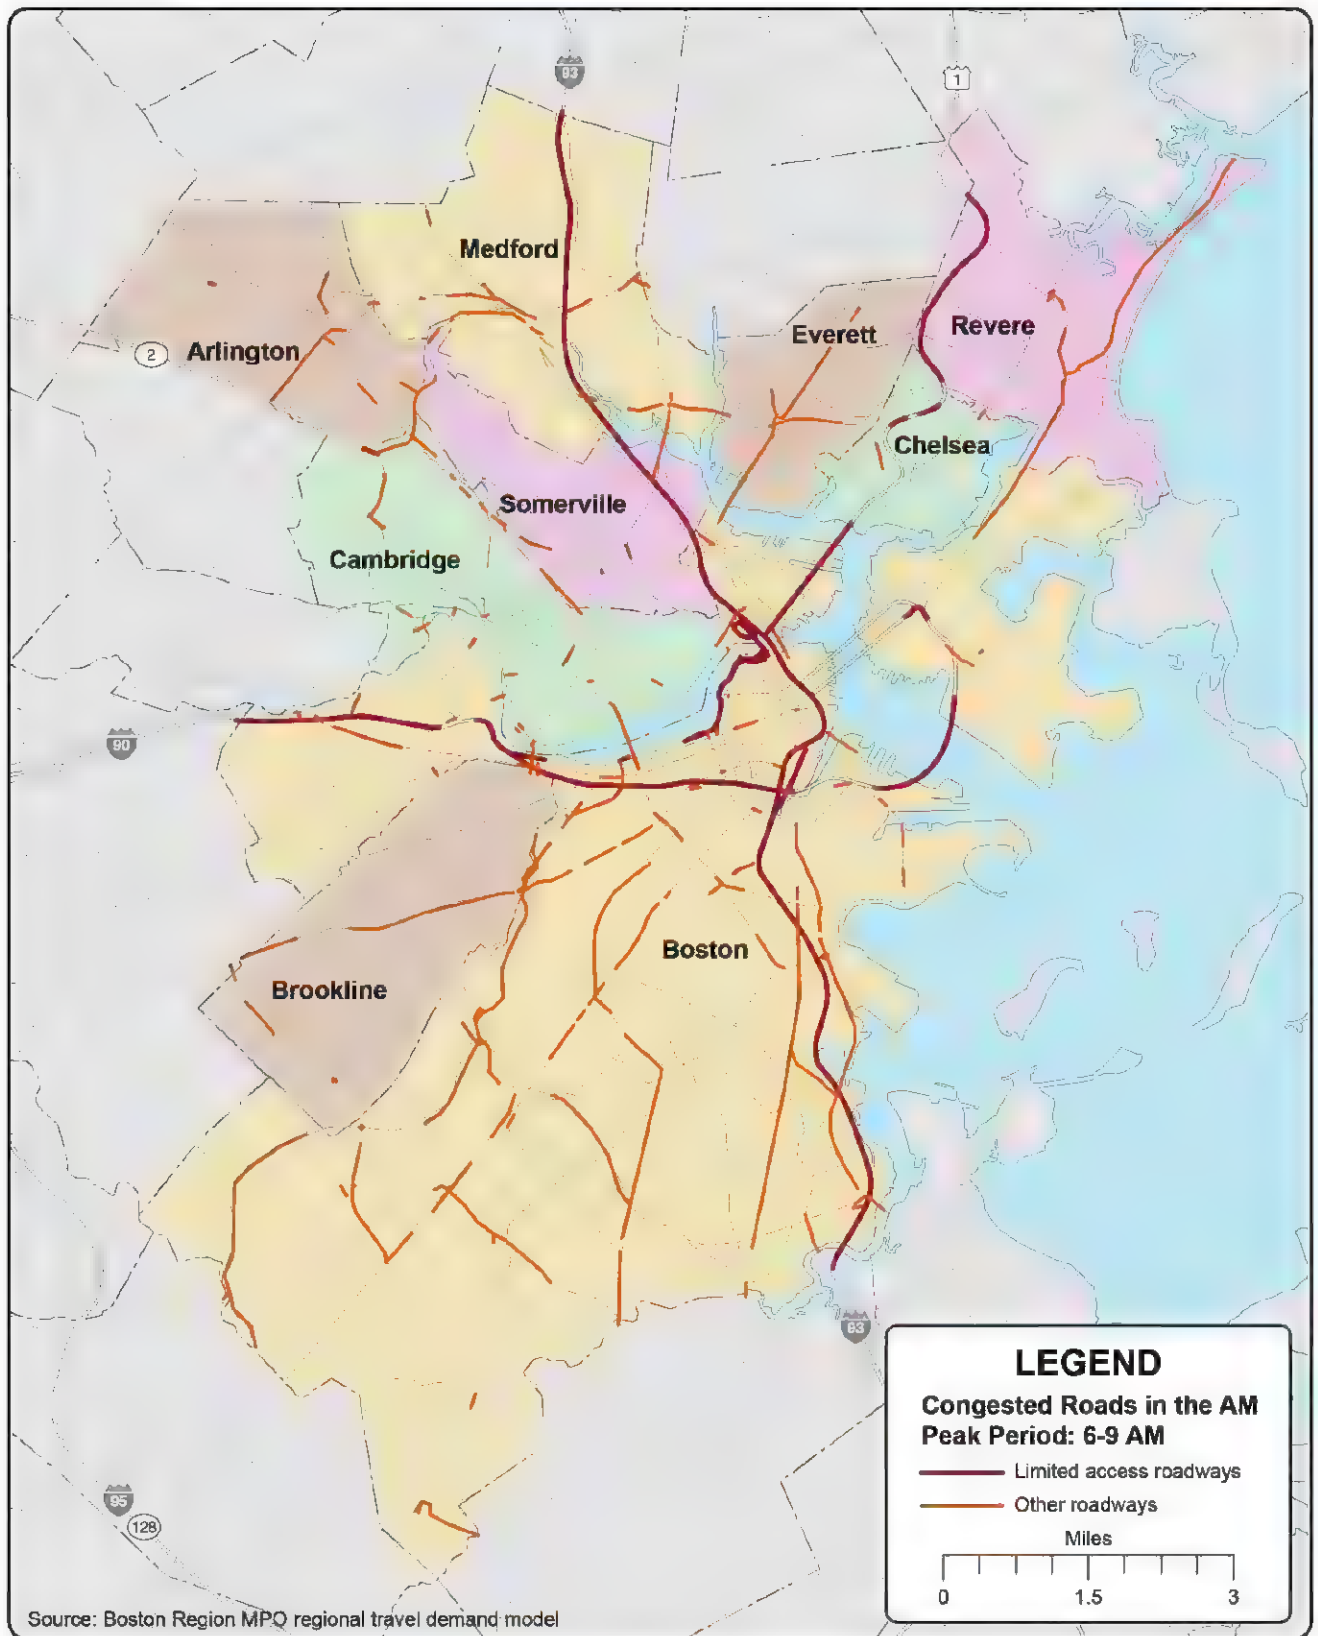 93
1
Medford
Everett
Revere
2
Arlington
Chelsea
Somerville
Cambridge
90
Boston
Brookline
93
LEGEND
Congested Roads in the AM
Peak Period: 6-9 AM
Limited access roadways
Other roadways
Miles
0 1.5 3
95
128
Source: Boston Region MPO regional travel demand model